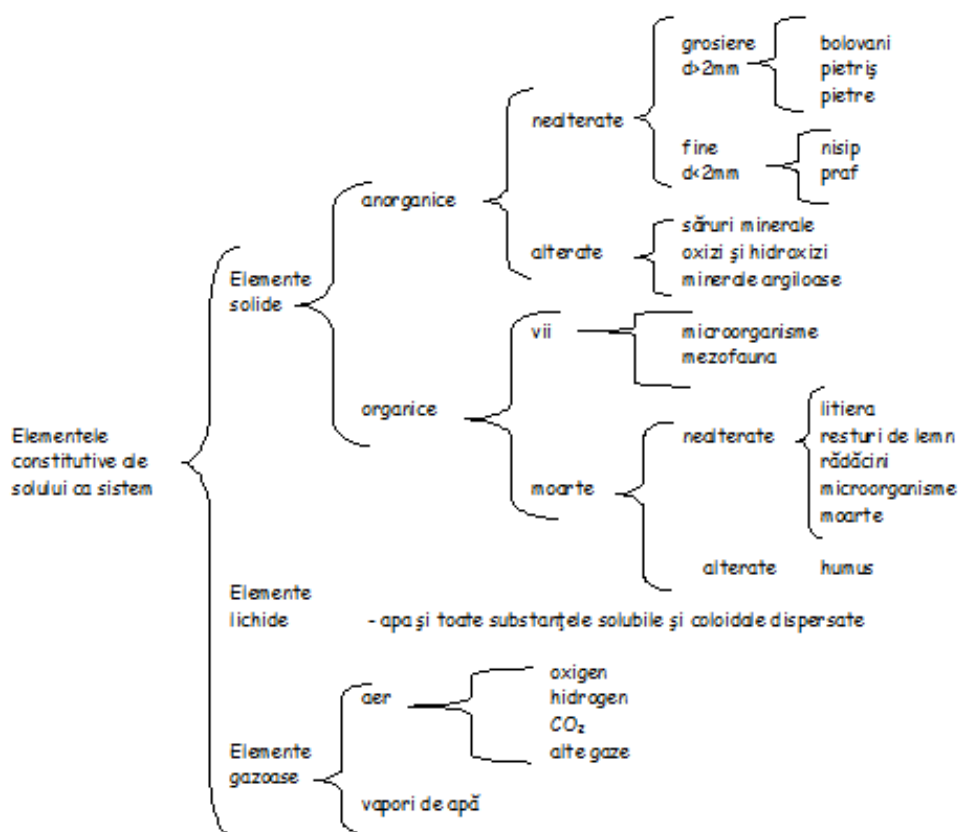 grosiere
d>2mm
bolovani
pietriş
pietre
nealterate
fine
d<2mm
nisip
praf
anorganice
săruri minerale
alterate
oxizi şi hidroxizi
minerale argiloase
Elemente
solide
vii
microorganisme
mezofauna
organice
litiera
nealterate
resturi de lemn
rădăcini
microorganisme
moarte
moarte
Elementele
constitutive ale
solului ca sistem
alterate
humus
Elemente
lichide
- apa şi toate substanţele solubile şi coloidale dispersate
oxigen
aer
hidrogen
CO₂
alte gaze
Elemente
gazoase
vapori de apă